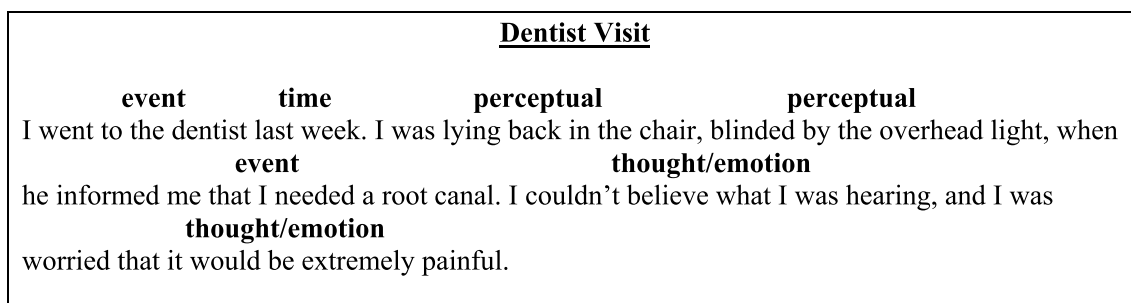 Dentist Visit
event time perceptual perceptual
I went to the dentist last week. I was lying back in the chair, blinded by the overhead light, when
event thought/emotion
he informed me that I needed a root canal. I couldn’t believe what I was hearing, and I was
thought/emotion
worried that it would be extremely painful.